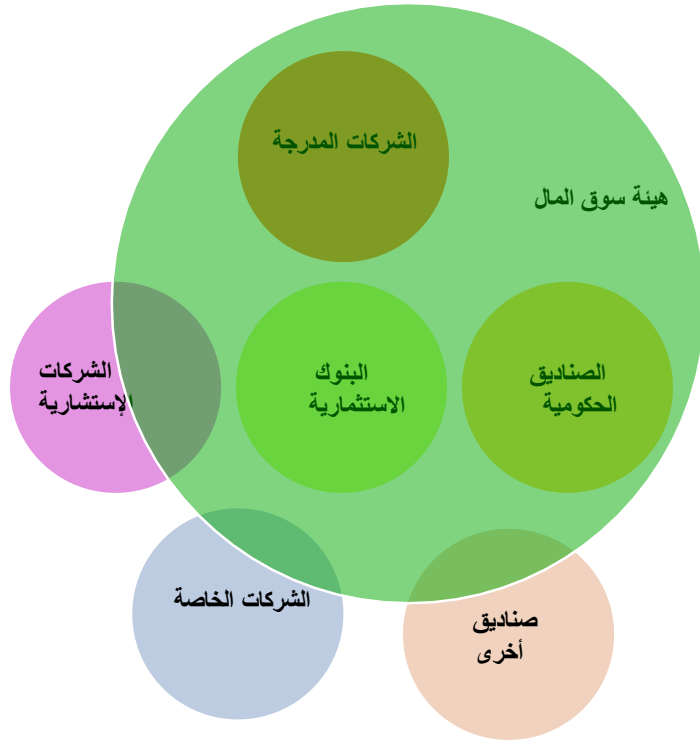 الشركات المدرجة
هيئة سوق المال
الصناديق
الحكومية
البنوك
الاستثمارية
الشركات
الإستشارية
الشركات الخاصة
صناديق
أخرى